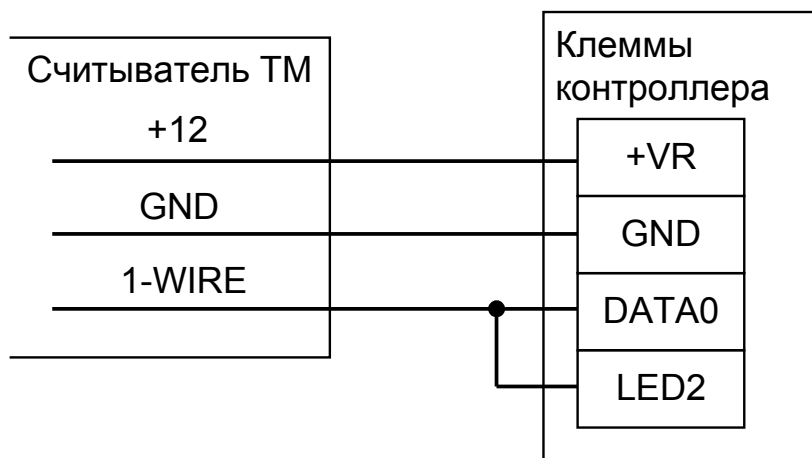 Считыватель ТМ
+12
GND
1-WIRE
Клеммы
контроллера
+VR
GND
DATA0
LED2